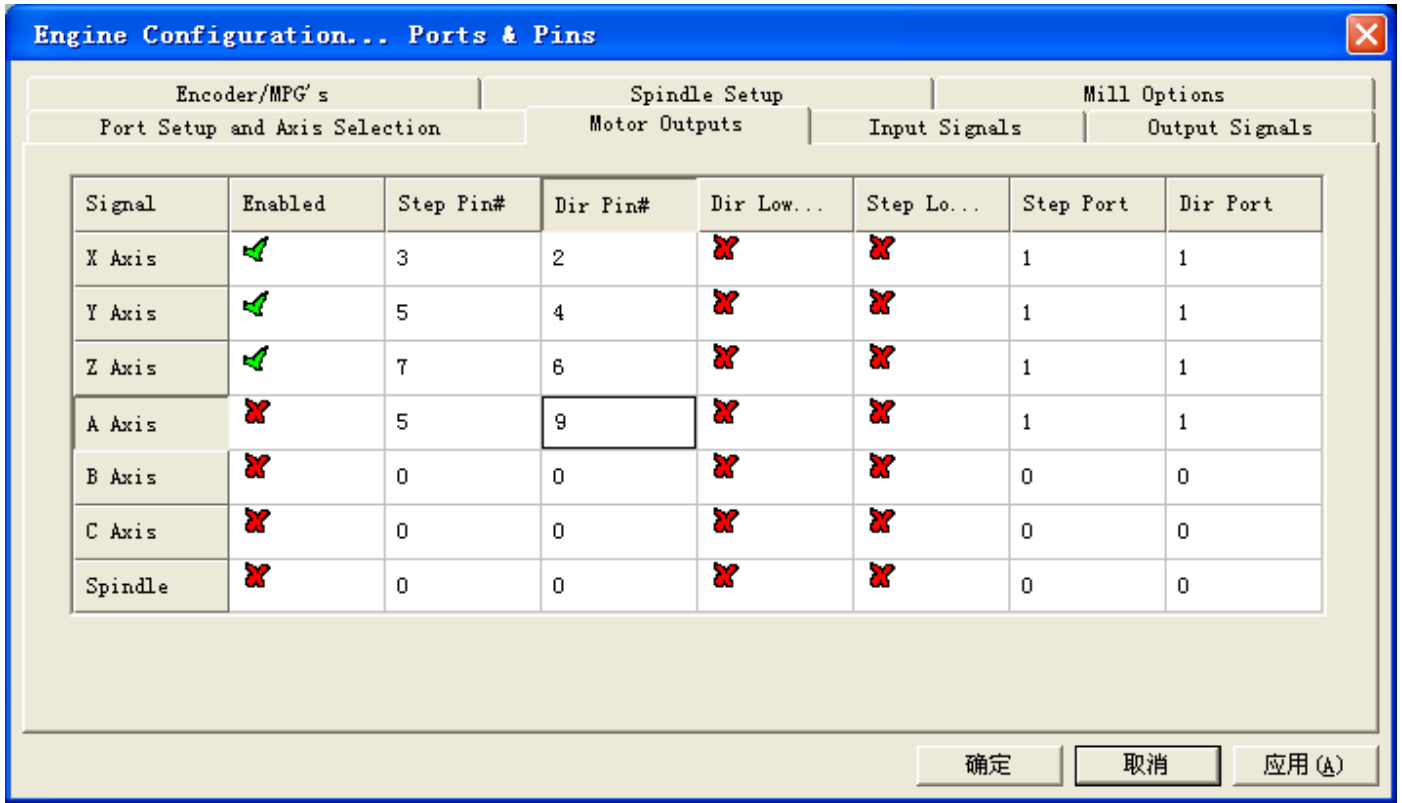 Engine Configuration... Ports & Pins
Encoder/MPG's Spindle Setup Mill Options
Port Setup and Axis Selection Motor Outputs Input Signals Output Signals
Signal Enabled Step Pin# Dir Pin# Dir Low... Step Lo... Step Port Dir Port
X Axis 3 2 1 1
Y Axis 5 4 1 1
Z Axis 7 6 1 1
A Axis 5 9 1 1
B Axis 0 0 0 0
C Axis 0 0 0 0
Spindle 0 0 0 0
确定 取消 应用(A)